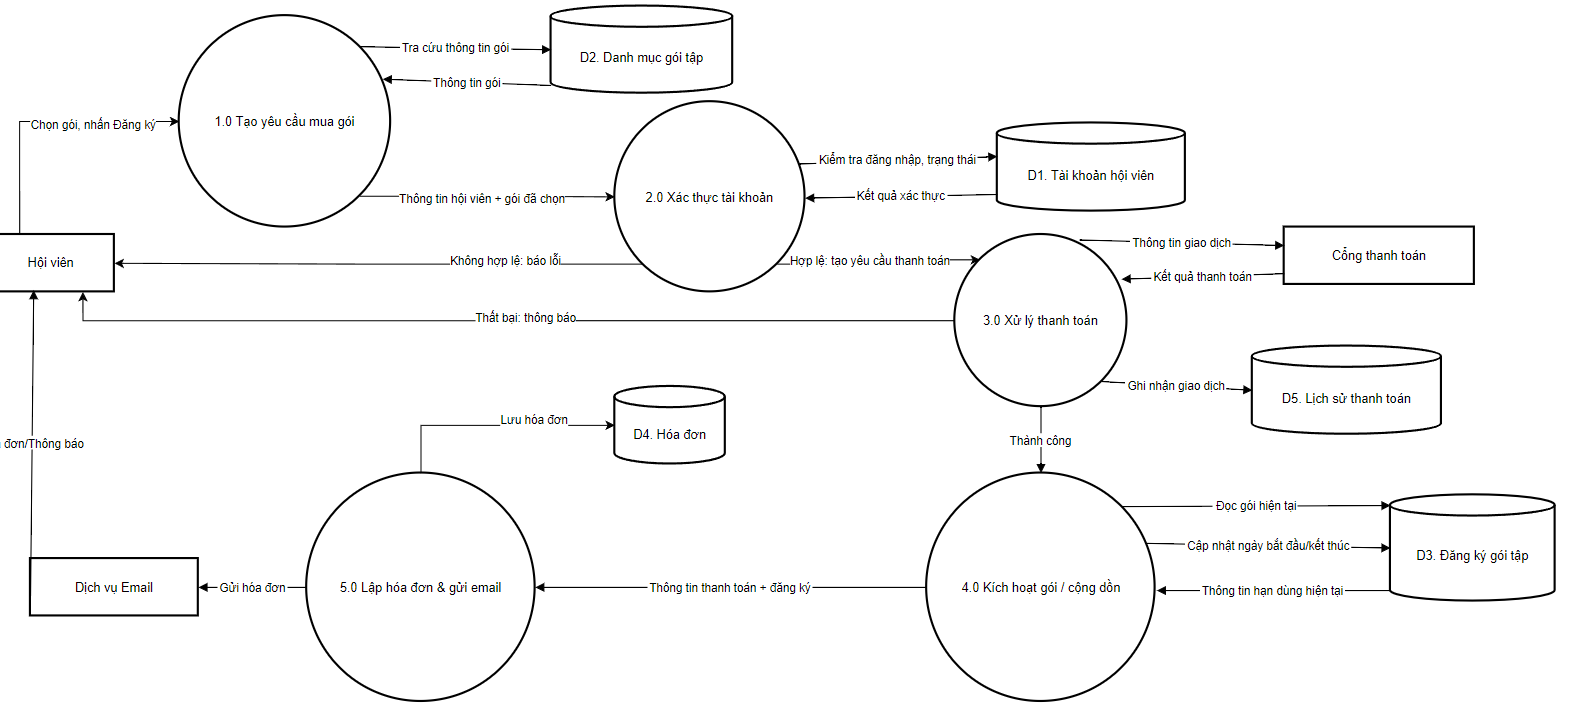 Tra cứu thông tin gói
D2. Danh mục gói tập
Thông tin gói
Chọn gói, nhấn Đăng ký
1.0 Tạo yêu cầu mua gói
Kiểm tra đăng nhập, trạng thái
D1. Tài khoản hội viên
Thông tin hội viên + gói đã chọn
2.0 Xác thực tài khoản
Kết quả xác thực
Hội viên
Không hợp lệ: báo lỗi
Hợp lệ: tạo yêu cầu thanh toán
Thông tin giao dịch
Cổng thanh toán
Kết quả thanh toán
Thất bại: thông báo
3.0 Xử lý thanh toán
Ghi nhận giao dịch
D5. Lịch sử thanh toán
Lưu hóa đơn
D4. Hóa đơn
Thành công
đơn/Thông báo
Đọc gói hiện tại
Cập nhật ngày bắt đầu/kết thúc
D3. Đăng ký gói tập
Thông tin hạn dùng hiện tại
Dịch vụ Email
Gửi hóa đơn
5.0 Lập hóa đơn & gửi email
Thông tin thanh toán + đăng ký
4.0 Kích hoạt gói / cộng dồn